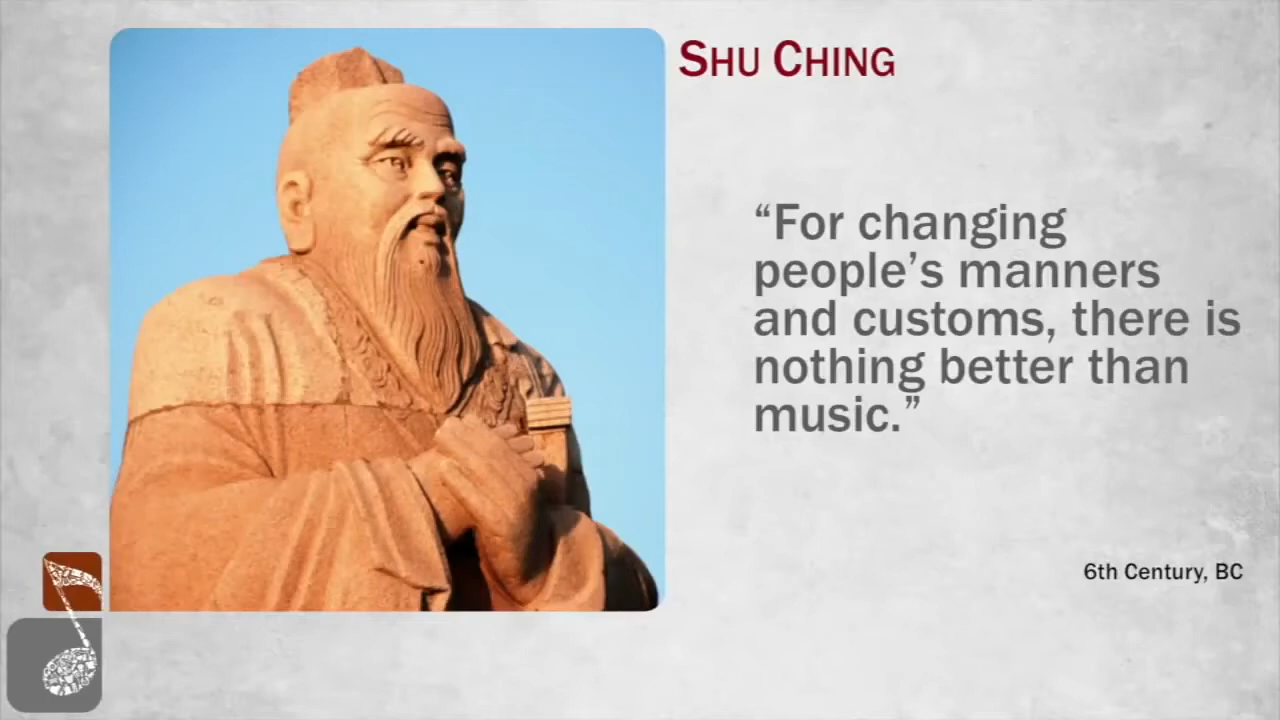 SHU CHING
“For changing
people’s manners
and customs, there is
nothing better than
music.”
6th Century, BC